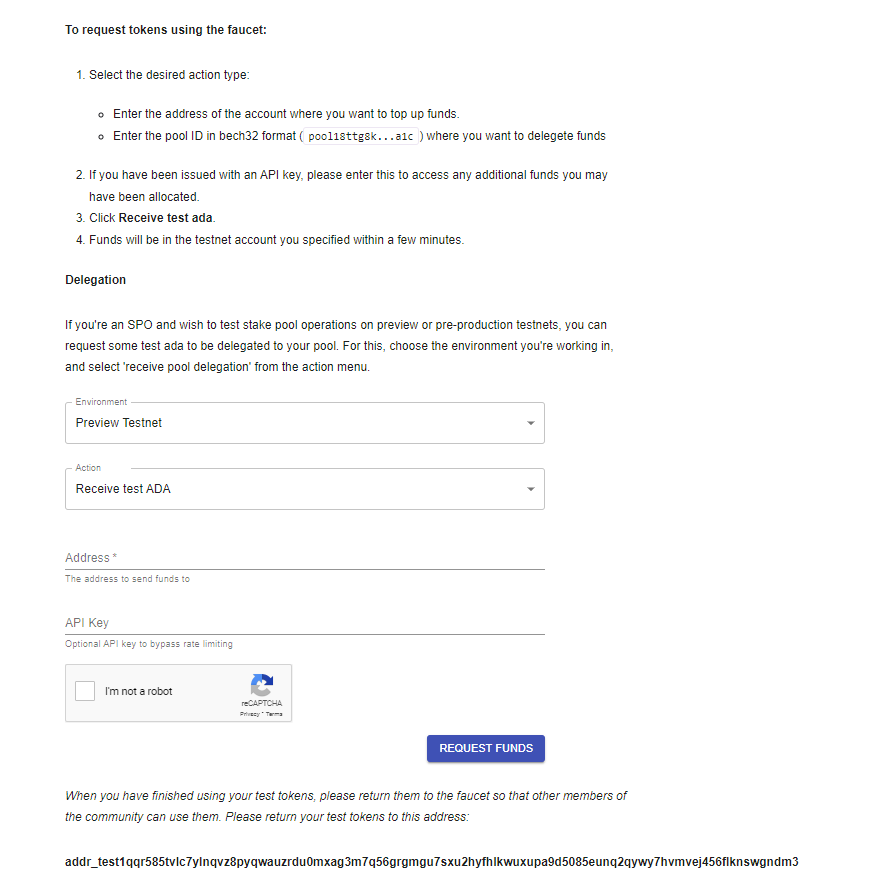 To request tokens using the faucet:
1. Select the desired action type:
Enter the address of the account where you want to top up funds.
Enter the pool ID in bech32 format ( pool18ttg8k...a1c ) where you want to delegete funds
2. If you have been issued with an API key, please enter this to access any additional funds you may
have been allocated.
3. Click Receive test ada.
4. Funds will be in the testnet account you specified within a few minutes.
Delegation
If you're an SPO and wish to test stake pool operations on preview or pre-production testnets, you can
request some test ada to be delegated to your pool. For this, choose the environment you're working in,
and select 'receive pool delegation' from the action menu.
Environment
Preview Testnet
Action
Receive test ADA
Address *
The address to send funds to
API Key
Optional API key to bypass rate limiting
I'm not a robot
reCAPTCHA
Privacy - Terms
REQUEST FUNDS
When you have finished using your test tokens, please return them to the faucet so that other members of
the community can use them. Please return your test tokens to this address:
addr_test1qqr585tvlc7ylnqvz8pyqwauzrdu0mxag3m7q56grgmgu7sxu2hyfhlkwuxupa9d5085eunq2qywy7hvmvej456flknswgndm3